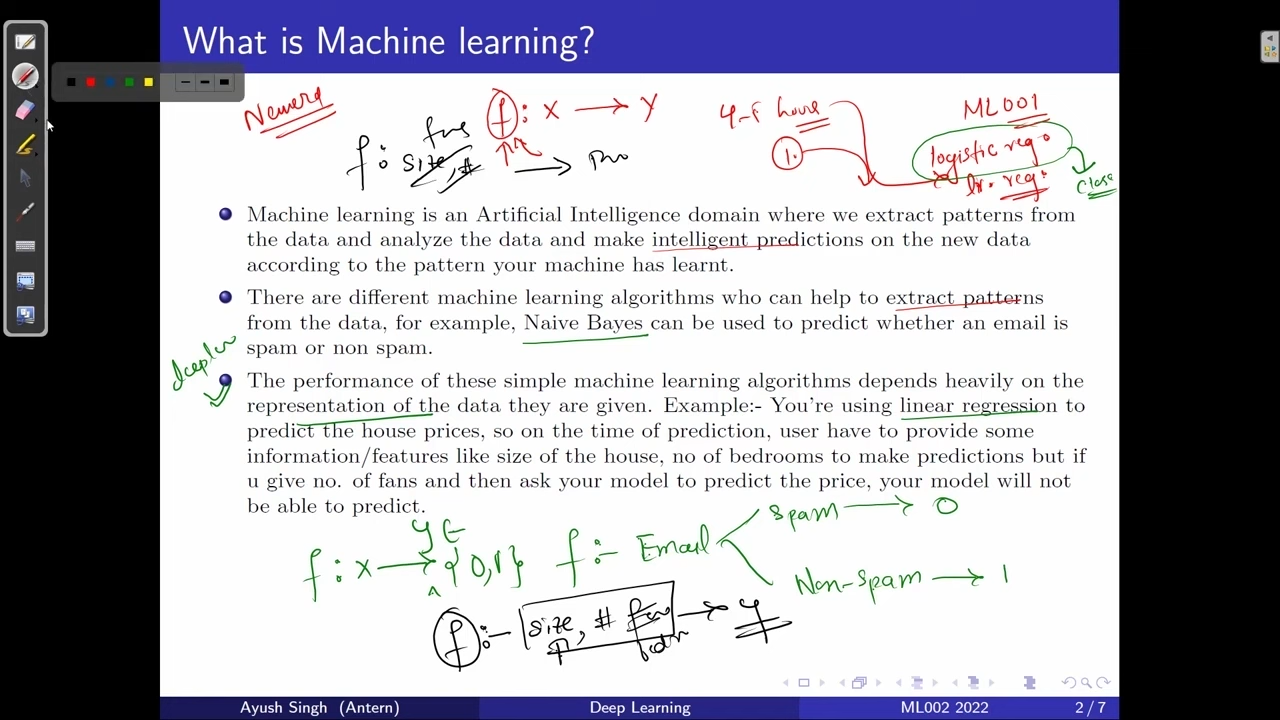 What is Machine learning?
f : X → Y
4-5 hours
ML001
f : size, # →
1.
logistic reg.
reg.
Close
Machine learning is an Artificial Intelligence domain where we extract patterns from
the data and analyze the data and make intelligent predictions on the new data
according to the pattern your machine has learnt.
There are different machine learning algorithms who can help to extract patterns
from the data, for example, Naive Bayes can be used to predict whether an email is
spam or non spam.
The performance of these simple machine learning algorithms depends heavily on the
representation of the data they are given. Example:- You're using linear regression to
predict the house prices, so on the time of prediction, user have to provide some
information/features like size of the house, no of bedrooms to make predictions but if
u give no. of fans and then ask your model to predict the price, your model will not
be able to predict.
Spam → 0
f : X → {0,1}
f :- Email
Non-spam → 1
f :- size, # → y
Ayush Singh (Antern) Deep Learning ML002 2022 2 / 7